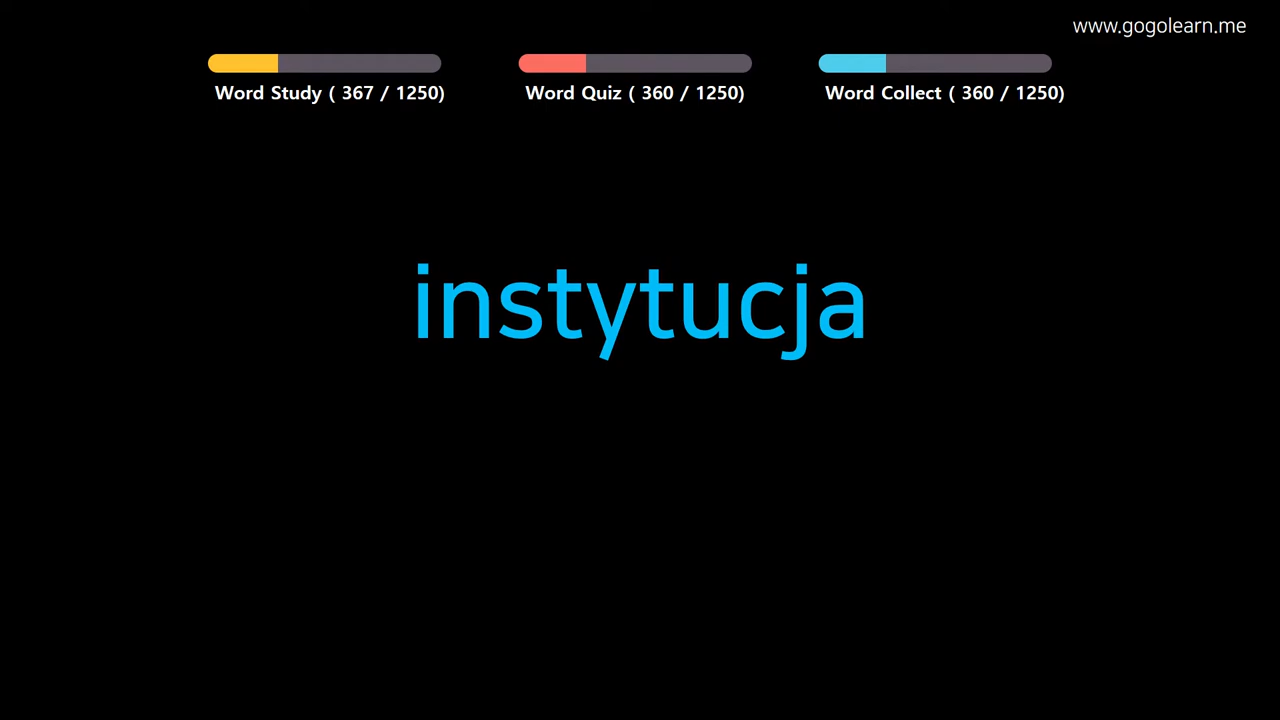 www.gogolearn.me
Word Study ( 367 / 1250)
Word Quiz ( 360 / 1250)
Word Collect ( 360 / 1250)
instytucja